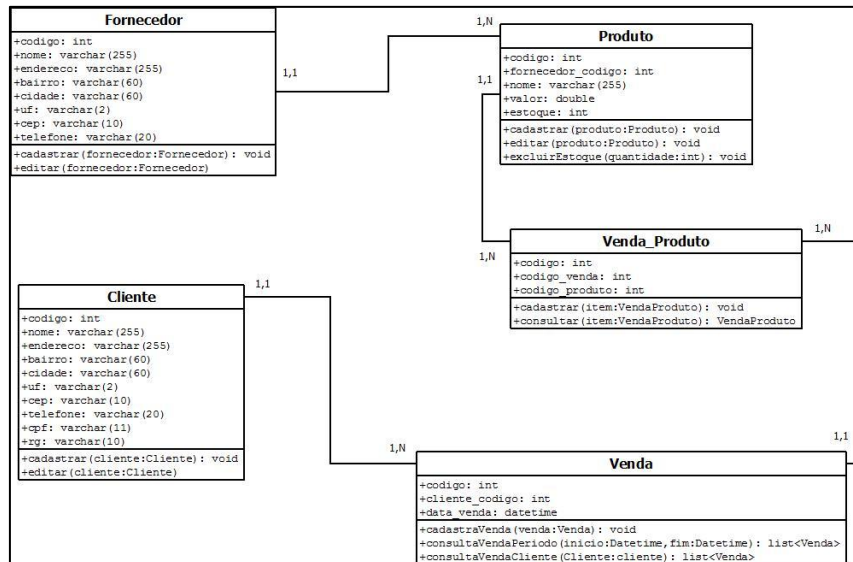 Fornecedor
+codigo: int
+nome: varchar(255)
+endereco: varchar(255)
+bairro: varchar(60)
+cidade: varchar(60)
+uf: varchar(2)
+cep: varchar(10)
+telefone: varchar(20)
+cadastrar(fornecedor:Fornecedor): void
+editar(fornecedor:Fornecedor)
1,1
1,N
Produto
+codigo: int
+fornecedor_codigo: int
+nome: varchar(255)
+valor: double
+estoque: int
+cadastrar(produto:Produto): void
+editar(produto:Produto): void
+excluirEstoque(quantidade:int): void
1,1
1,N
Venda_Produto
+codigo: int
+codigo_venda: int
+codigo_produto: int
+cadastrar(item:VendaProduto): void
+consultar(item:VendaProduto): VendaProduto
1,N
Cliente
+codigo: int
+nome: varchar(255)
+endereco: varchar(255)
+bairro: varchar(60)
+cidade: varchar(60)
+uf: varchar(2)
+cep: varchar(10)
+telefone: varchar(20)
+cpf: varchar(11)
+rg: varchar(10)
+cadastrar(cliente:Cliente): void
+editar(cliente:Cliente)
1,1
1,N
1,1
Venda
+codigo: int
+cliente_codigo: int
+data_venda: datetime
+cadastraVenda(venda:Venda): void
+consultaVendaPeriodo(inicio:Datetime,fim:Datetime): list<Venda>
+consultaVendaCliente(Cliente:cliente): list<Venda>